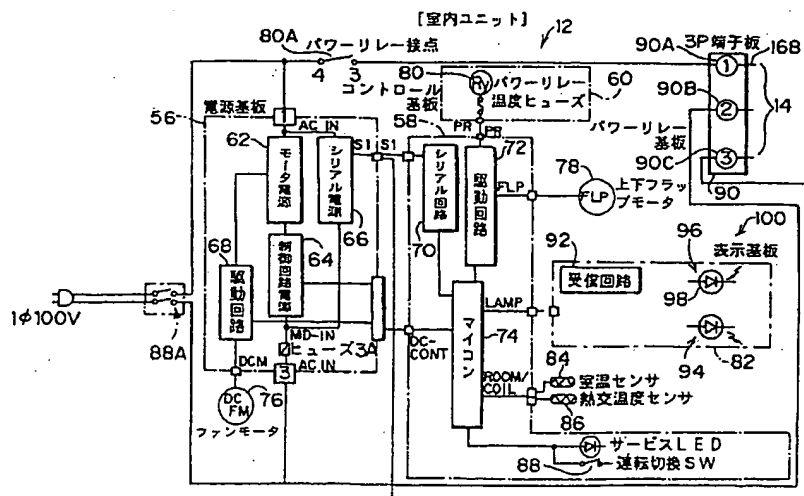 [室内ユニット]
12
80A
パワーリレー接点
4 3
80
Ry
パワーリレー
温度ヒューズ
コントロール
基板
60
90A
3P端子板
16B
①
90B
②
14
パワーリレー
基板
90C
③
90
電源基板
56
1
AC IN
62
モータ電源
シリアル電源
66
S1 S1
58
PR
PR
72
シリアル回路
駆動回路
70
FLP
78
FLP
上下フラッ
プモータ
100
表示基板
64
制御回路電源
68
駆動回路
92
受信回路
96
98
94
82
LAMP
マイコン
74
1φ100V
88A
MD-IN
ヒューズ3A
DC-
CONT
DCM
3
AC IN
ROOM/
COIL
84
室温センサ
熱交温度センサ
86
DC
FM
76
ファンモータ
サービスLED
88
運転切換SW